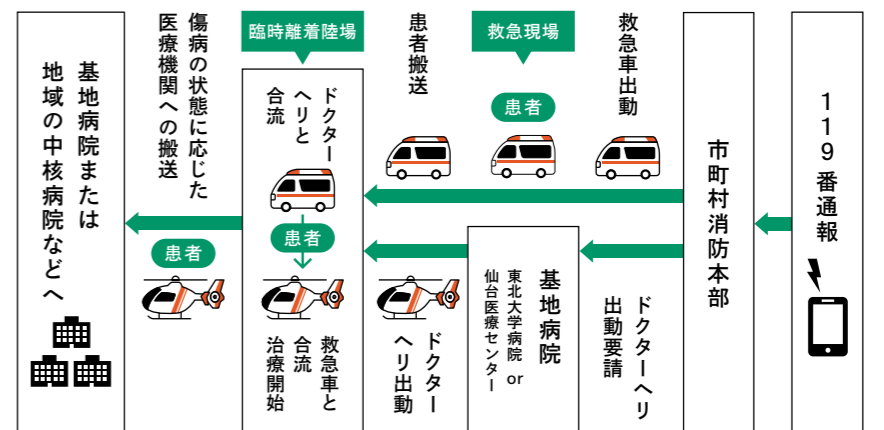 119番通報
市町村消防本部
救急車出動
ドクターヘリ
出動要請
救急現場
患者
基地病院
東北大学病院 or
仙台医療センター
患者搬送
ドクター
ヘリ出動
臨時離着陸場
ドクター
ヘリと
合流
患者
救急車と
合流
治療開始
傷病の状態に応じた
医療機関への搬送
患者
基地病院または
地域の中核病院などへ